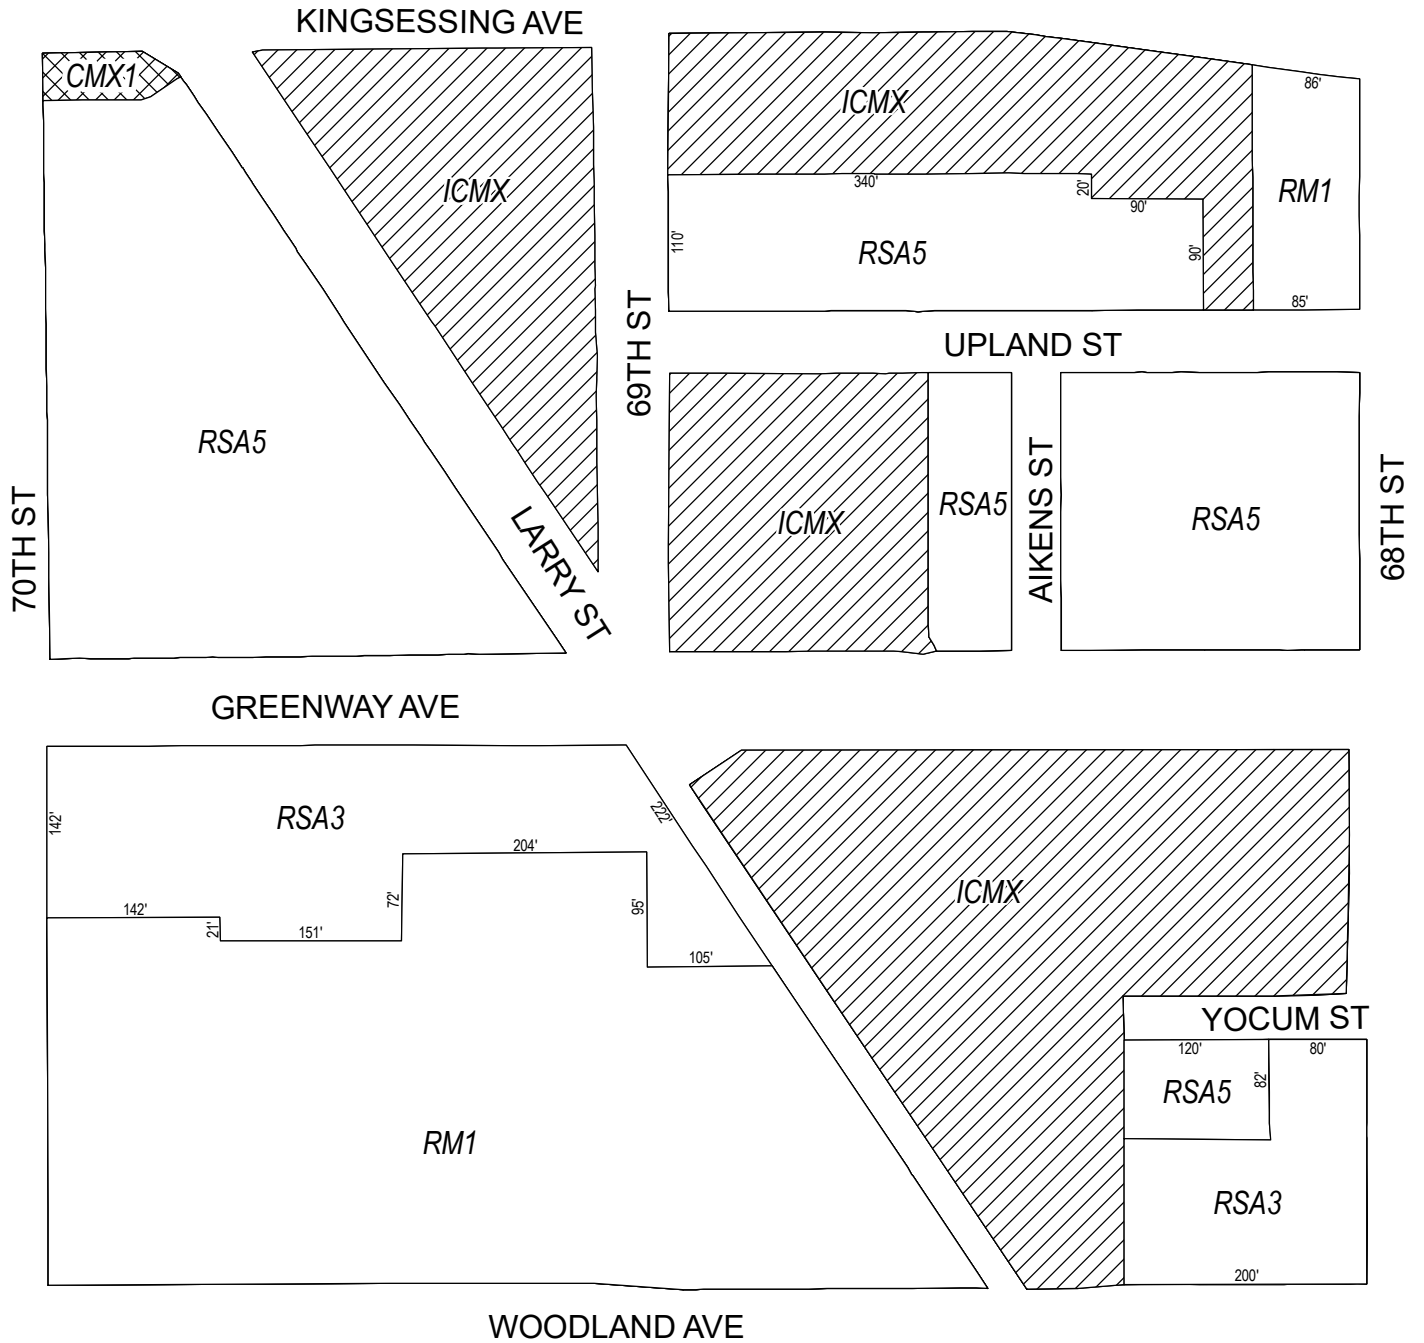 KINGSESSING AVE
CMX1
ICMX
86'
ICMX
340'
20'
90'
RM1
110'
RSA5
90'
85'
69TH ST
UPLAND ST
RSA5
70TH ST
LARRY ST
ICMX
RSA5
AIKENS ST
RSA5
68TH ST
GREENWAY AVE
142'
RSA3
222'
204'
72'
95'
142'
21'
151'
105'
ICMX
YOCUM ST
120'
80'
82'
RSA5
RM1
RSA3
200'
WOODLAND AVE